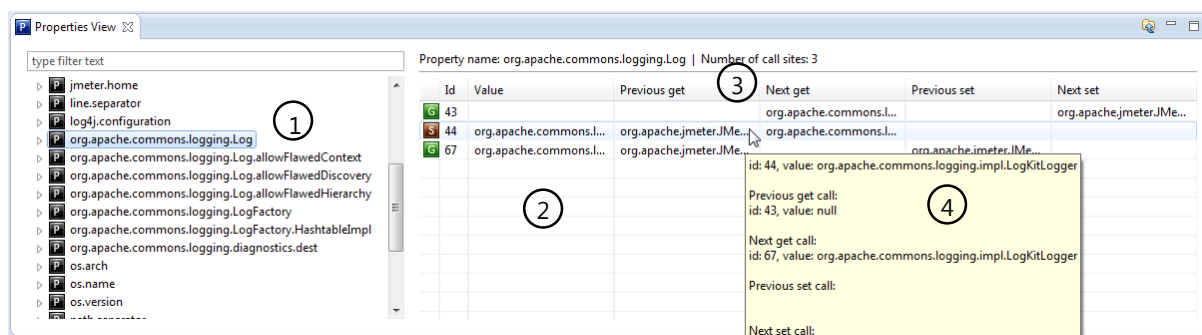 P Properties View
type filter text
P jmeter.home
P line.separator
P log4j.configuration
P org.apache.commons.logging.Log
P org.apache.commons.logging.Log.allowFlawedContext
P org.apache.commons.logging.Log.allowFlawedDiscovery
P org.apache.commons.logging.Log.allowFlawedHierarchy
P org.apache.commons.logging.LogFactory
P org.apache.commons.logging.LogFactory.HashtableImpl
P org.apache.commons.logging.diagnostics.dest
P os.arch
P os.name
P os.version
1
Property name: org.apache.commons.logging.Log | Number of call sites: 3
Id Value Previous get Next get Previous set Next set
G 43 org.apache.commons.l... org.apache.jmeter.JMe...
S 44 org.apache.commons.l... org.apache.jmeter.JMe... org.apache.commons.l...
G 67 org.apache.commons.l... org.apache.jmeter.JMe... org.apache.jmeter.JMe...
2
3
id: 44, value: org.apache.commons.logging.impl.LogKitLogger
Previous get call:
id: 43, value: null
4
Next get call:
id: 67, value: org.apache.commons.logging.impl.LogKitLogger
Previous set call:
Next set call: